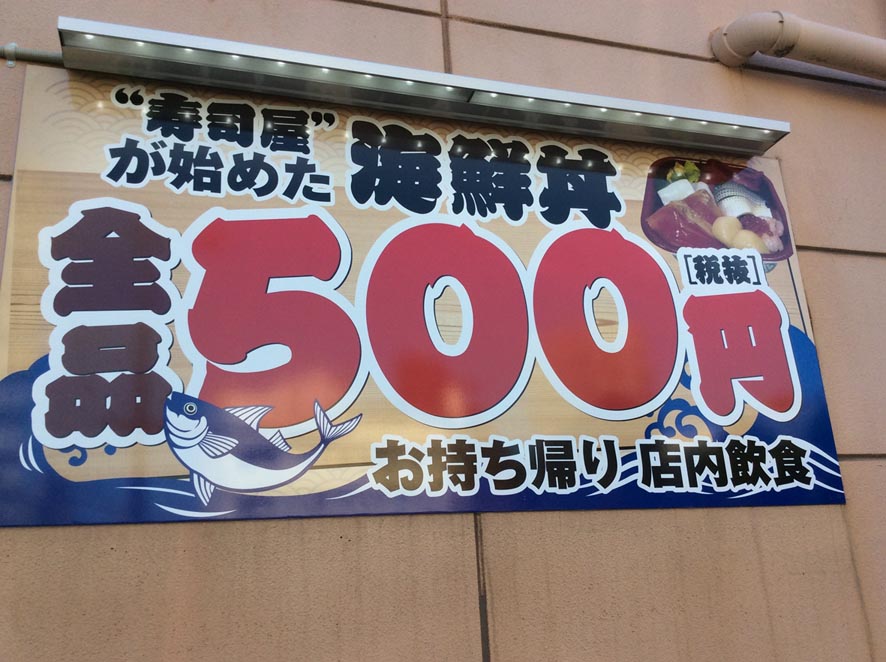 “寿司屋”
が始めた 海鮮丼
全品 500円
[税抜]
お持ち帰り 店内飲食